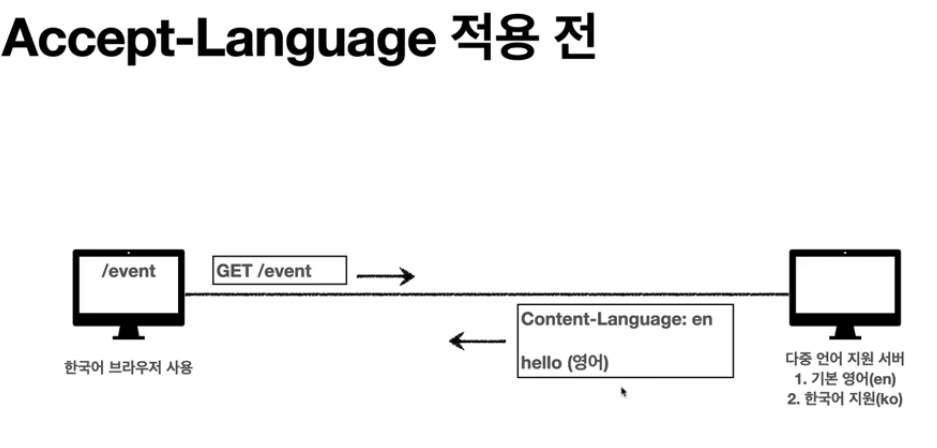 Accept-Language 적용 전
/event
GET /event
Content-Language: en
hello (영어)
한국어 브라우저 사용
다중 언어 지원 서버
1. 기본 영어(en)
2. 한국어 지원(ko)